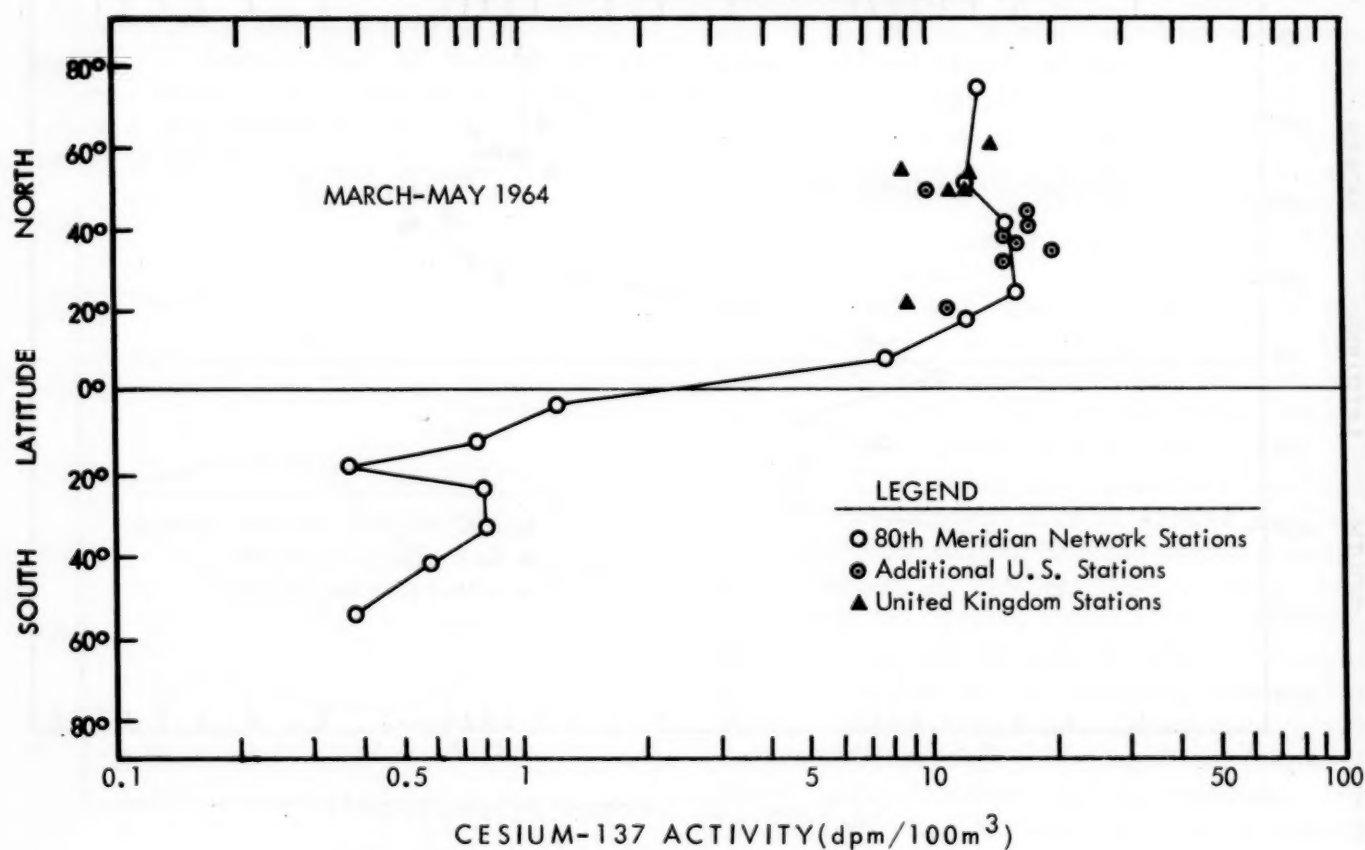 80°
60°
40°
20°
0°
20°
40°
60°
80°
SOUTH LATITUDE NORTH
MARCH-MAY 1964
LEGEND
80th Meridian Network Stations
Additional U.S. Stations
United Kingdom Stations
0.1 0.5 1 5 10 50 100
CESIUM-137 ACTIVITY(dpm/100m³)